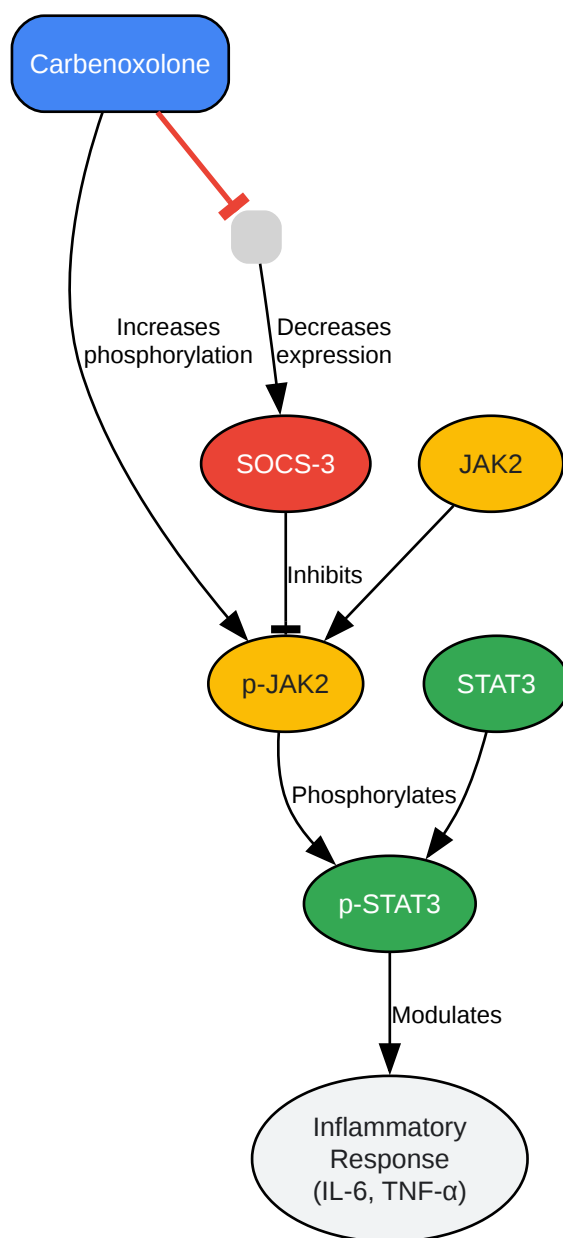 Carbenoxolone
Increases
phosphorylation
Decreases
expression
SOCS-3
JAK2
Inhibits
p-JAK2
STAT3
Phosphorylates
p-STAT3
Modulates
Inflammatory
Response
(IL-6, TNF-α)